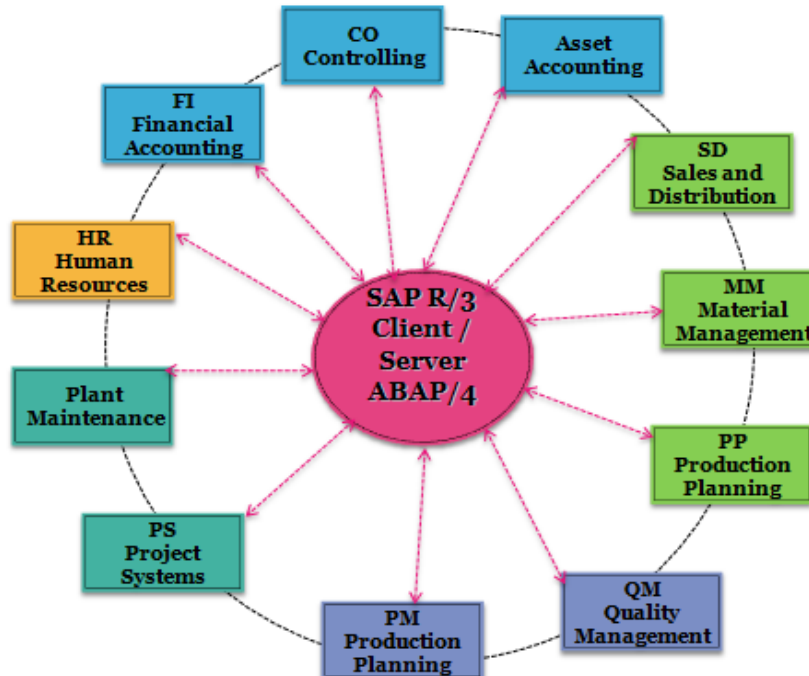 CO
Controlling
Asset
Accounting
FI
Financial
Accounting
SD
Sales and
Distribution
HR
Human
Resources
SAP R/3
Client /
Server
ABAP/4
MM
Material
Management
Plant
Maintenance
PP
Production
Planning
PS
Project
Systems
QM
Quality
Management
PM
Production
Planning